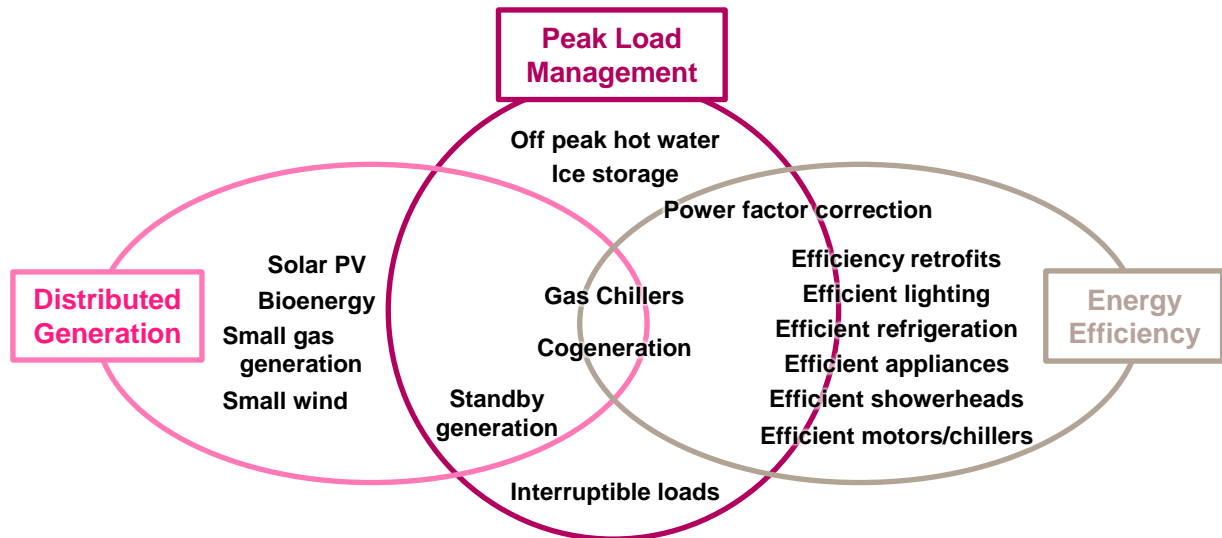 Peak Load
Management
Off peak hot water
Ice storage
Power factor correction
Distributed
Generation
Solar PV
Bioenergy
Small gas
generation
Small wind
Gas Chillers
Cogeneration
Standby
generation
Interruptible loads
Efficiency retrofits
Efficient lighting
Efficient refrigeration
Efficient appliances
Efficient showerheads
Efficient motors/chillers
Energy
Efficiency